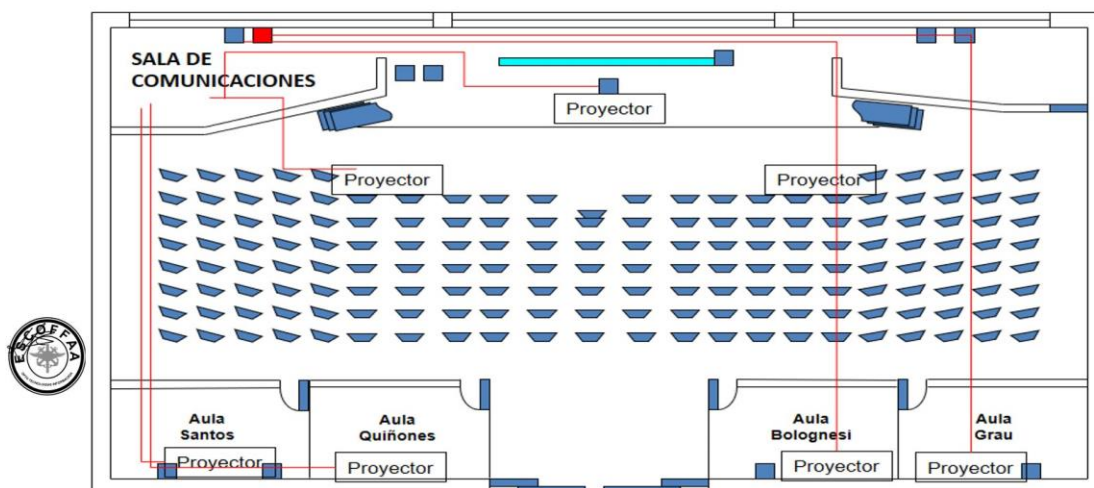 SALA DE
COMUNICACIONES
Proyector
Proyector
Proyector
ESCOFFAA
Aula
Santos
Proyector
Aula
Quiñones
Proyector
Aula
Bolognesi
Proyector
Aula
Grau
Proyector